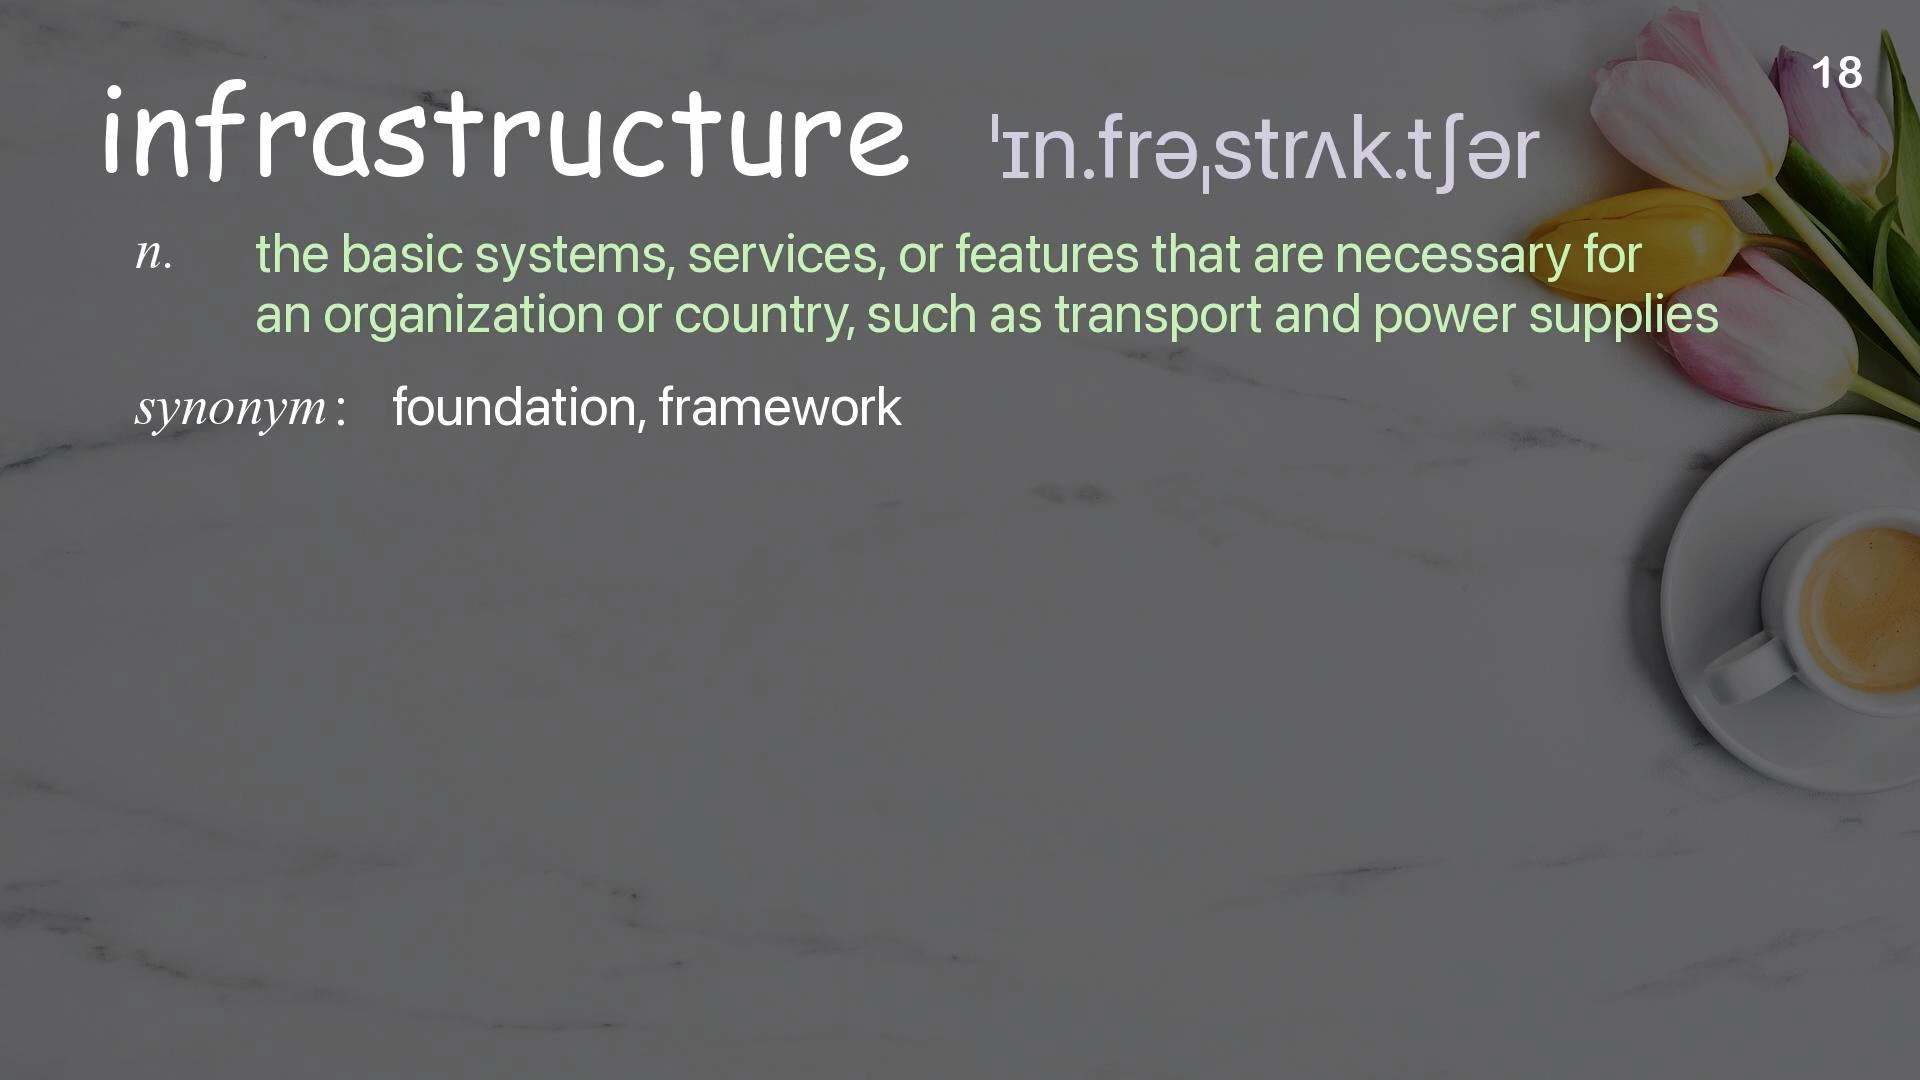 18
infrastructure ˈɪn.frəˌstrʌk.tʃər
n. the basic systems, services, or features that are necessary for
an organization or country, such as transport and power supplies
synonym: foundation, framework